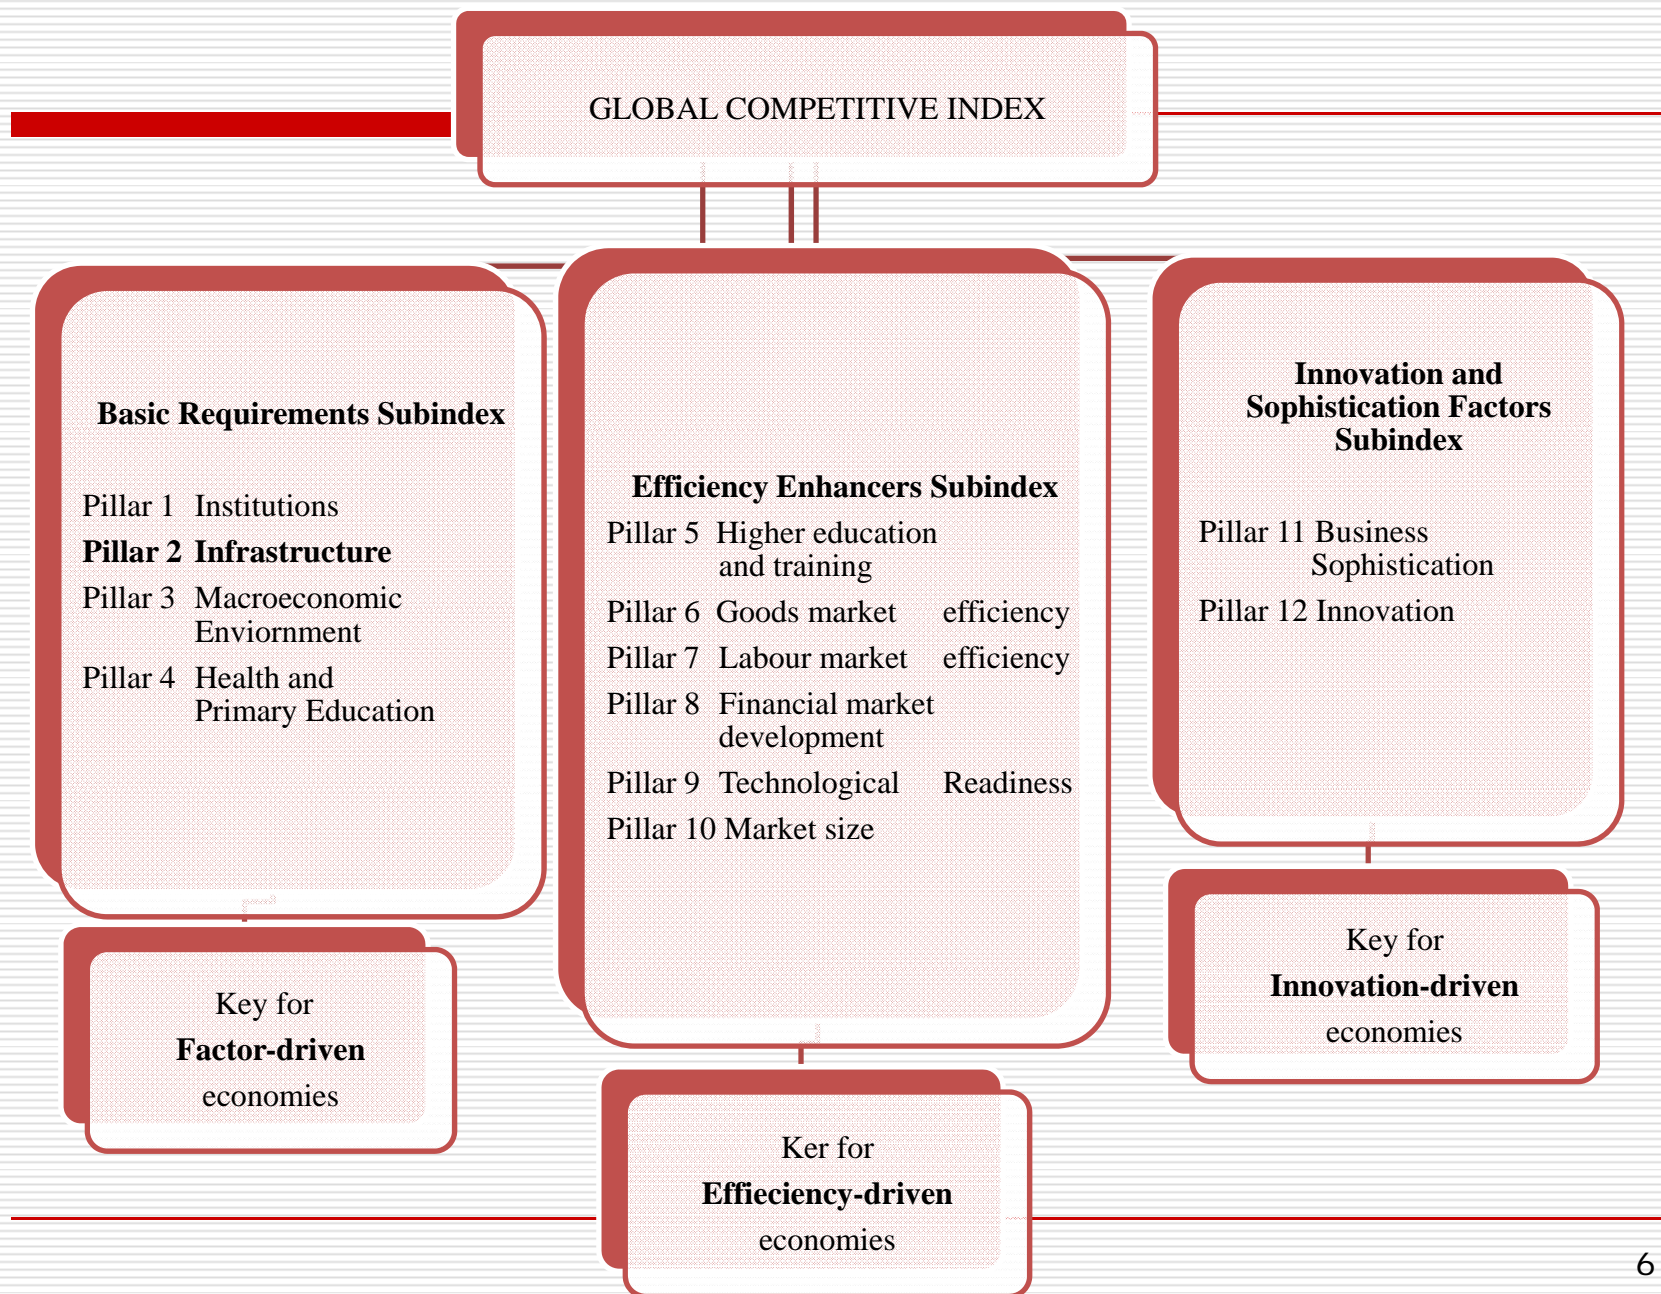 GLOBAL COMPETITIVE INDEX
Basic Requirements Subindex
Pillar 1 Institutions
Pillar 2 Infrastructure
Pillar 3 Macroeconomic
Enviornment
Pillar 4 Health and
Primary Education
Key for
Factor-driven
economies
Efficiency Enhancers Subindex
Pillar 5 Higher education
and training
Pillar 6 Goods market efficiency
Pillar 7 Labour market efficiency
Pillar 8 Financial market
development
Pillar 9 Technological Readiness
Pillar 10 Market size
Ker for
Effieciency-driven
economies
Innovation and
Sophistication Factors
Subindex
Pillar 11 Business
Sophistication
Pillar 12 Innovation
Key for
Innovation-driven
economies
6